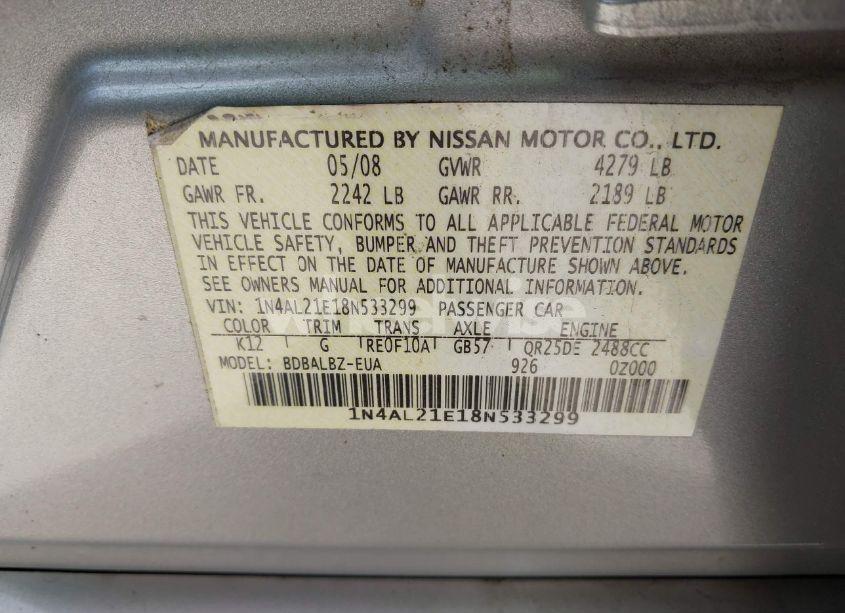 MANUFACTURED BY NISSAN MOTOR CO., LTD.
DATE 05/08 GVWR 4279 LB
GAWR FR. 2242 LB GAWR RR. 2189 LB
THIS VEHICLE CONFORMS TO ALL APPLICABLE FEDERAL MOTOR
VEHICLE SAFETY, BUMPER AND THEFT PREVENTION STANDARDS
IN EFFECT ON THE DATE OF MANUFACTURE SHOWN ABOVE.
SEE OWNERS MANUAL FOR ADDITIONAL INFORMATION.
VIN: 1N4AL21E18N533299 PASSENGER CAR
COLOR TRIM TRANS AXLE ENGINE
K12 G RE0F10A GB57 QR25DE 2488CC
MODEL: BDBALBZ-EUA 926 0Z000
1N4AL21E18N533299